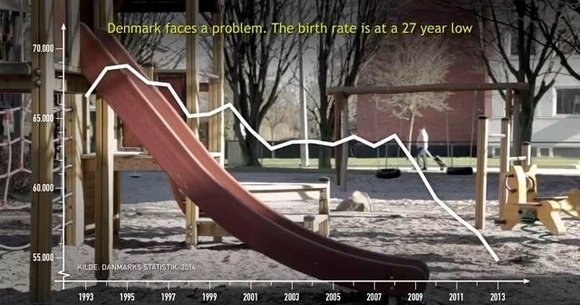 Denmark faces a problem. The birth rate is at a 27 year low
70.000
65.000
60.000
55.000
KILDE: DANMARKS STATISTIK, 2014
1993 1995 1997 1999 2001 2003 2005 2007 2009 2011 2013